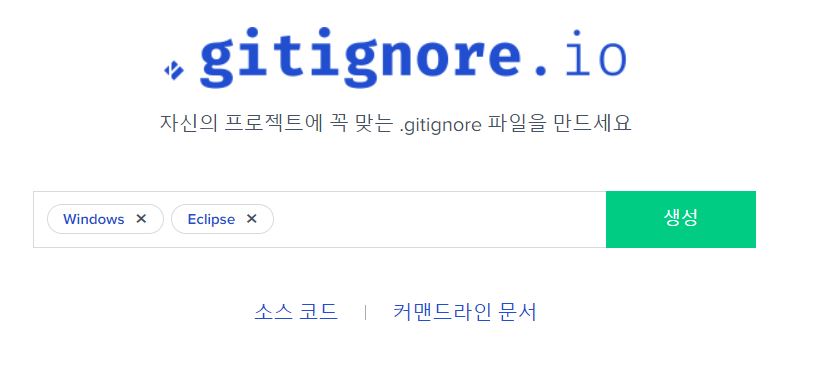 gitignore.io
자신의 프로젝트에 꼭 맞는 .gitignore 파일을 만드세요
Windows ✕ Eclipse ✕ 생성
소스 코드 | 커맨드라인 문서